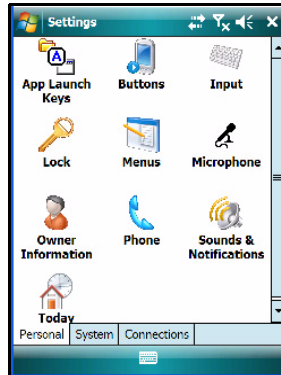 Settings
App Launch
Keys
Buttons
Input
Lock
Menus
Microphone
Owner
Information
Phone
Sounds &
Notifications
Today
Personal System Connections